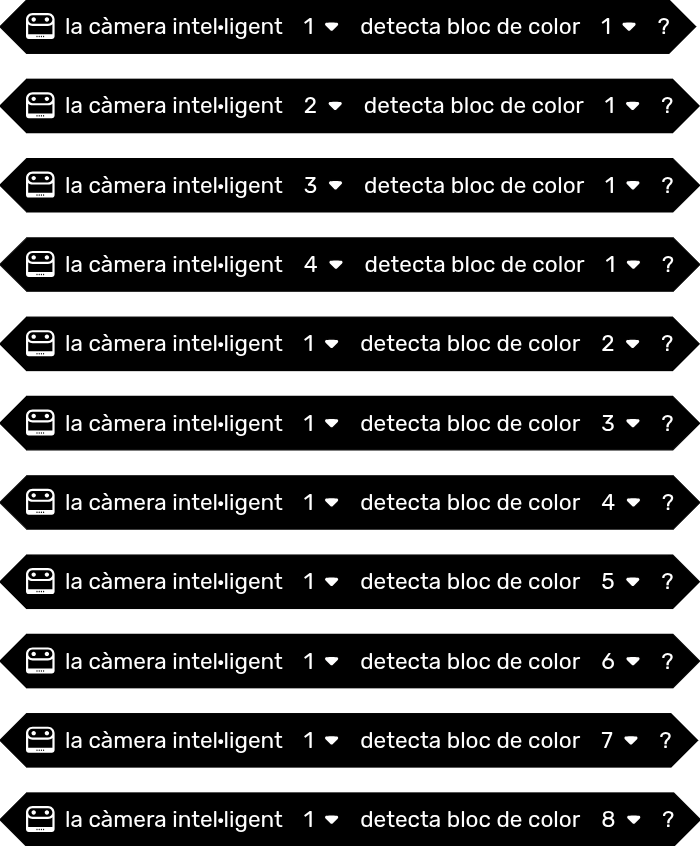 la càmera intel•ligent 1 detecta bloc de color 1 ?
la càmera intel•ligent 2 detecta bloc de color 1 ?
la càmera intel•ligent 3 detecta bloc de color 1 ?
la càmera intel•ligent 4 detecta bloc de color 1 ?
la càmera intel•ligent 1 detecta bloc de color 2 ?
la càmera intel•ligent 1 detecta bloc de color 3 ?
la càmera intel•ligent 1 detecta bloc de color 4 ?
la càmera intel•ligent 1 detecta bloc de color 5 ?
la càmera intel•ligent 1 detecta bloc de color 6 ?
la càmera intel•ligent 1 detecta bloc de color 7 ?
la càmera intel•ligent 1 detecta bloc de color 8 ?